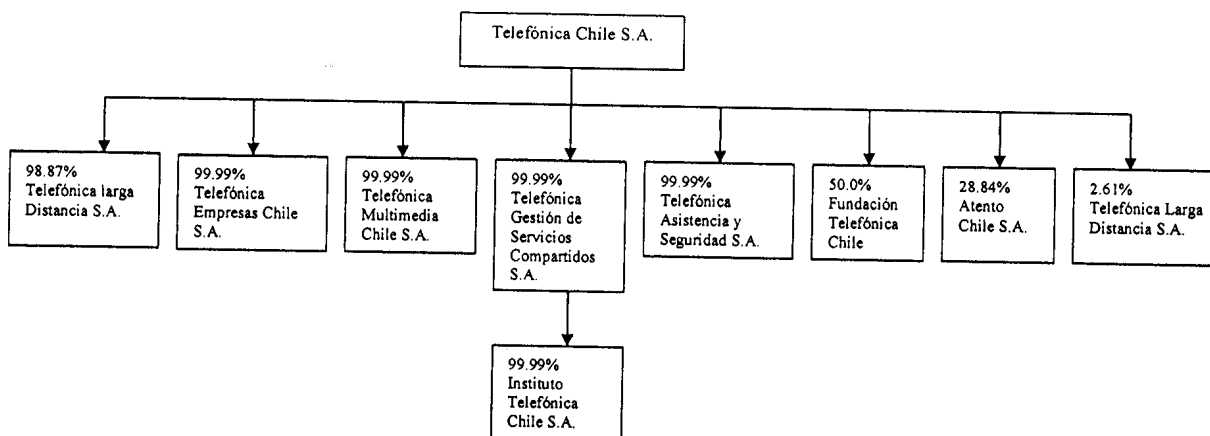 Telefónica Chile S.A.
98.87%
Telefónica larga
Distancia S.A.
99.99%
Telefónica
Empresas Chile
S.A.
99.99%
Telefónica
Multimedia
Chile S.A.
99.99%
Telefónica
Gestión de
Servicios
Compartidos
S.A.
99.99%
Telefónica
Asistencia y
Seguridad S.A.
50.0%
Fundación
Telefónica
Chile
28.84%
Atento
Chile S.A.
2.61%
Telefónica Larga
Distancia S.A.
99.99%
Instituto
Telefónica
Chile S.A.